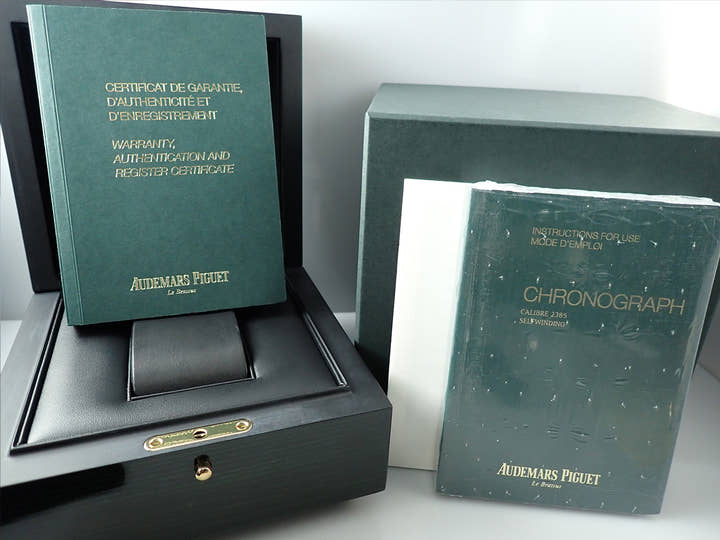 CERTIFICAT DE GARANTIE,
D'AUTHENTICITÉ ET
D'ENREGISTREMENT
WARRANTY,
AUTHENTICATION AND
REGISTER CERTIFICATE
AUDEMARS PIGUET
Le Brassus
INSTRUCTIONS FOR USE
MODE D'EMPLOI
CHRONOGRAPH
CALIBRE 2385
SELFWINDING
AUDEMARS PIGUET
Le Brassus